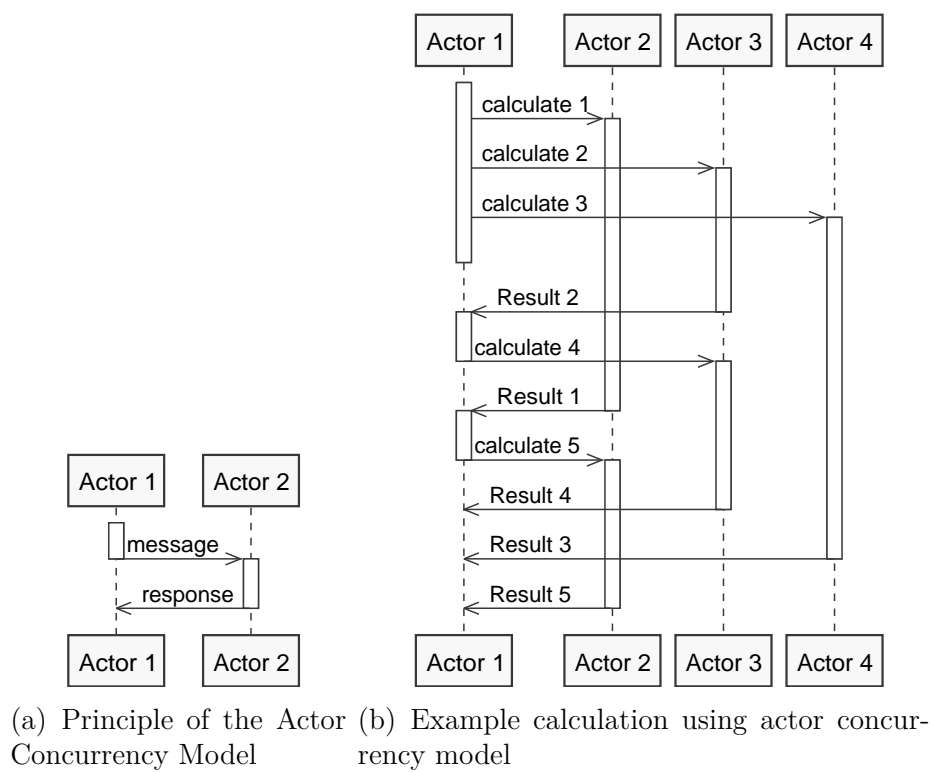 Actor 1
Actor 2
message
response
Actor 1
Actor 2
(a) Principle of the Actor
Concurrency Model
Actor 1
Actor 2
Actor 3
Actor 4
calculate 1
calculate 2
calculate 3
Result 2
calculate 4
Result 1
calculate 5
Result 4
Result 3
Result 5
Actor 1
Actor 2
Actor 3
Actor 4
(b) Example calculation using actor concur-
rency model